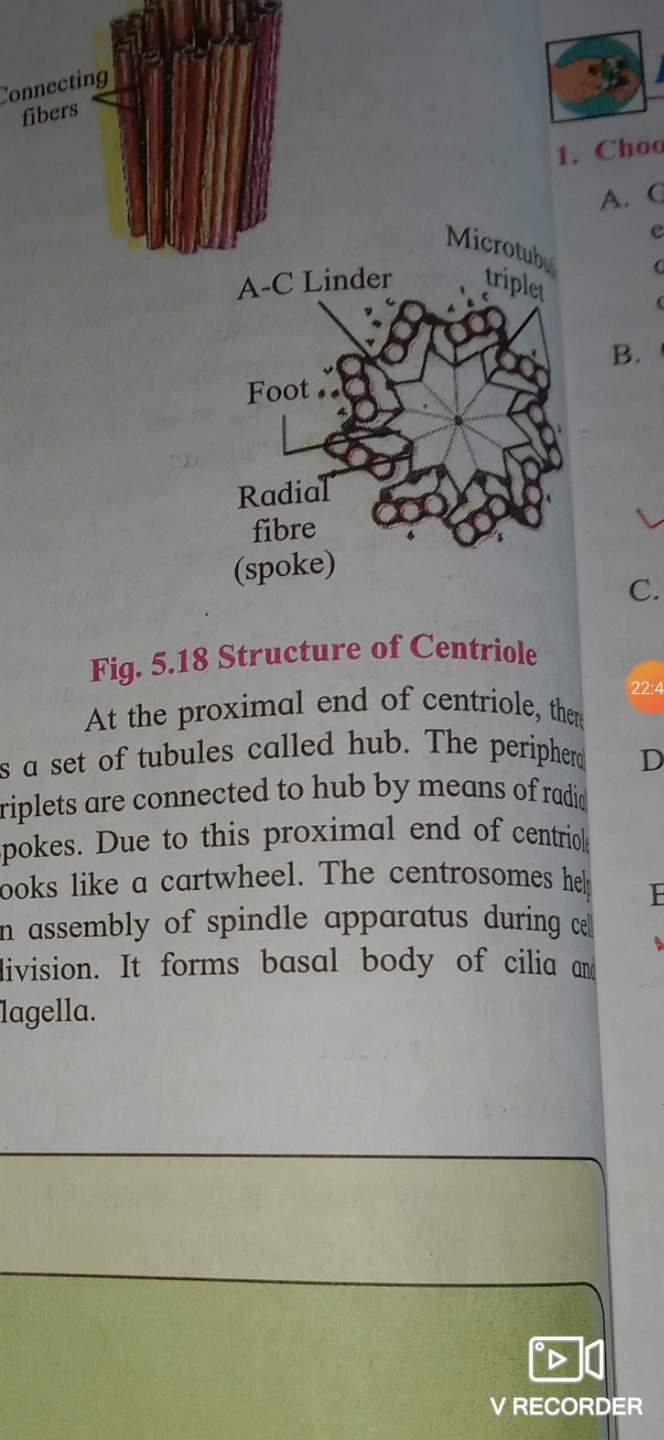 Connecting
fibers
1. Choo
A. C
Microtubu
triplet
A-C Linder
B.
Foot
Radial
fibre
(spoke)
C.
Fig. 5.18 Structure of Centriole
22:4
At the proximal end of centriole, there
s a set of tubules called hub. The peripheral
riplets are connected to hub by means of radial
D
pokes. Due to this proximal end of centriole
ooks like a cartwheel. The centrosomes help
E
n assembly of spindle apparatus during cell
division. It forms basal body of cilia and
lagella.
V RECORDER